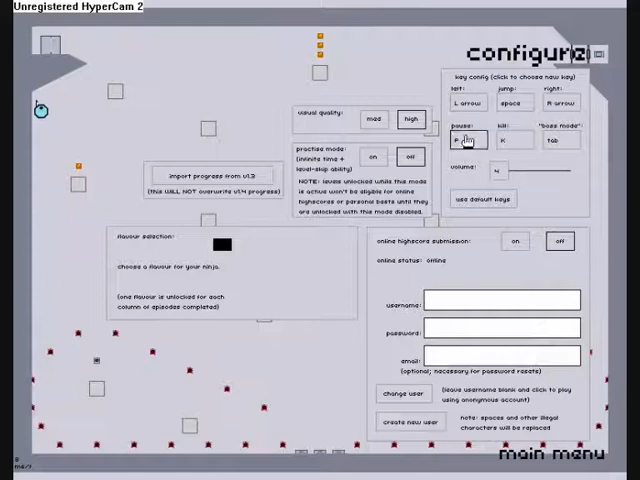 Unregistered HyperCam 2
configure
key config (click to choose new key)
left: jump: right:
L arrow space R arrow
pause: kill: "boss mode":
P K tab
volume: 4
use default keys
visual quality: med high
practise mode:
(infinite time +
level-skip ability) on off
NOTE: levels unlocked while this mode
is active won't be eligible for online
highscores or personal bests until they
are unlocked with this mode disabled.
import progress from v1.3
(this WILL NOT overwrite v1.4 progress)
flavour selection:
choose a flavour for your ninja.
(one flavour is unlocked for each
column of episodes completed)
online highscore submission: on off
online status: offline
username:
password:
email:
(optional; necessary for password resets)
change user
(leave username blank and click to play
using anonymous account)
create new user
note: spaces and other illegal
characters will be replaced
main menu